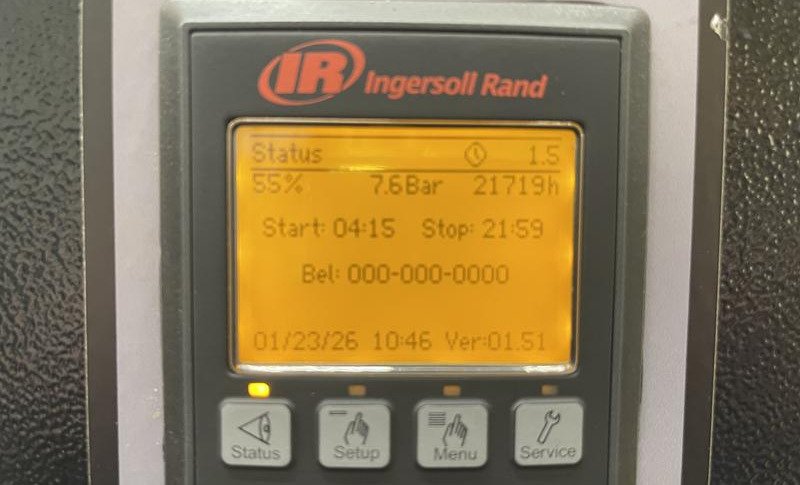 IR Ingersoll Rand
Status 1.5
55% 7.6Bar 21719h
Start: 04:15 Stop: 21:59
Bel: 000-000-0000
01/23/26 10:46 Ver:01.51
Status Setup Menu Service